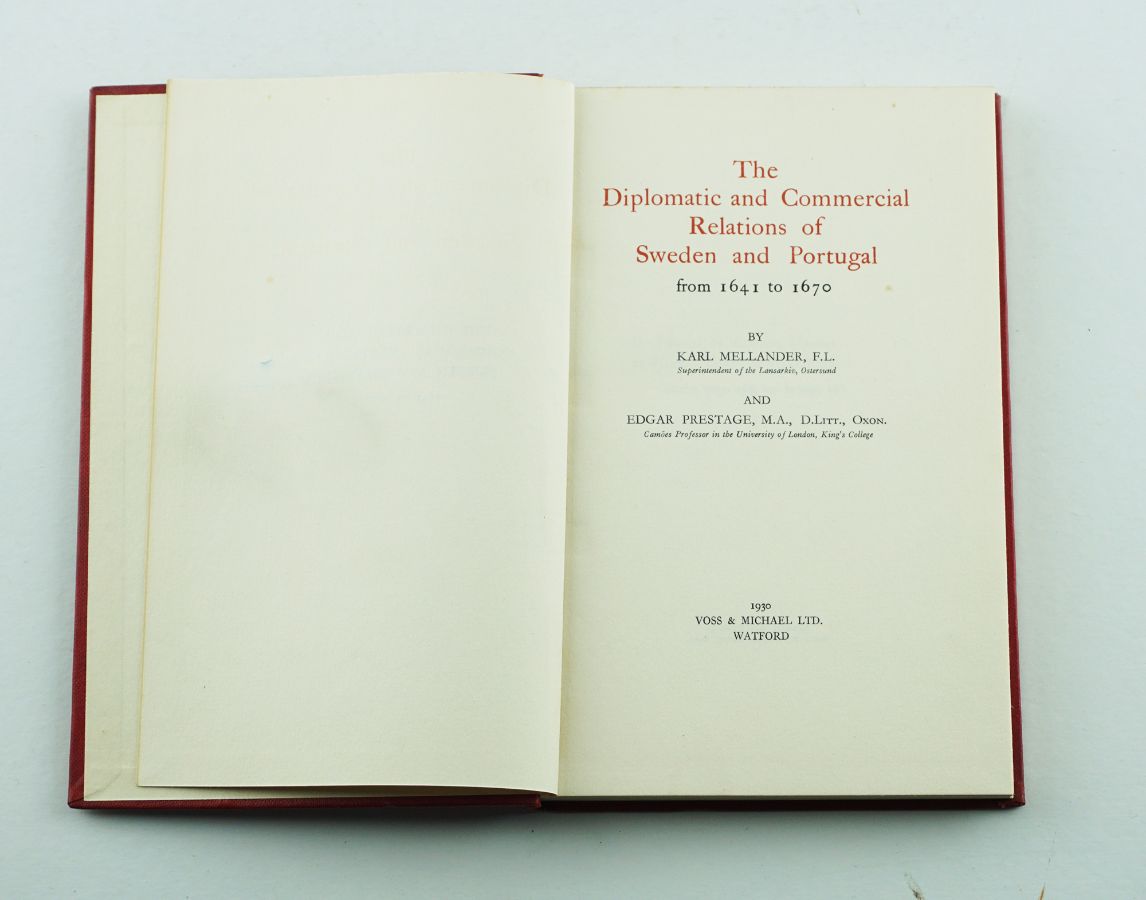 The
Diplomatic and Commercial
Relations of
Sweden and Portugal
from 1641 to 1670
BY
KARL MELLANDER, F.L.
Superintendent of the Lansarkiv, Ostersund
AND
EDGAR PRESTAGE, M.A., D.Litt., Oxon.
Camões Professor in the University of London, King's College
1930
VOSS & MICHAEL LTD.
WATFORD